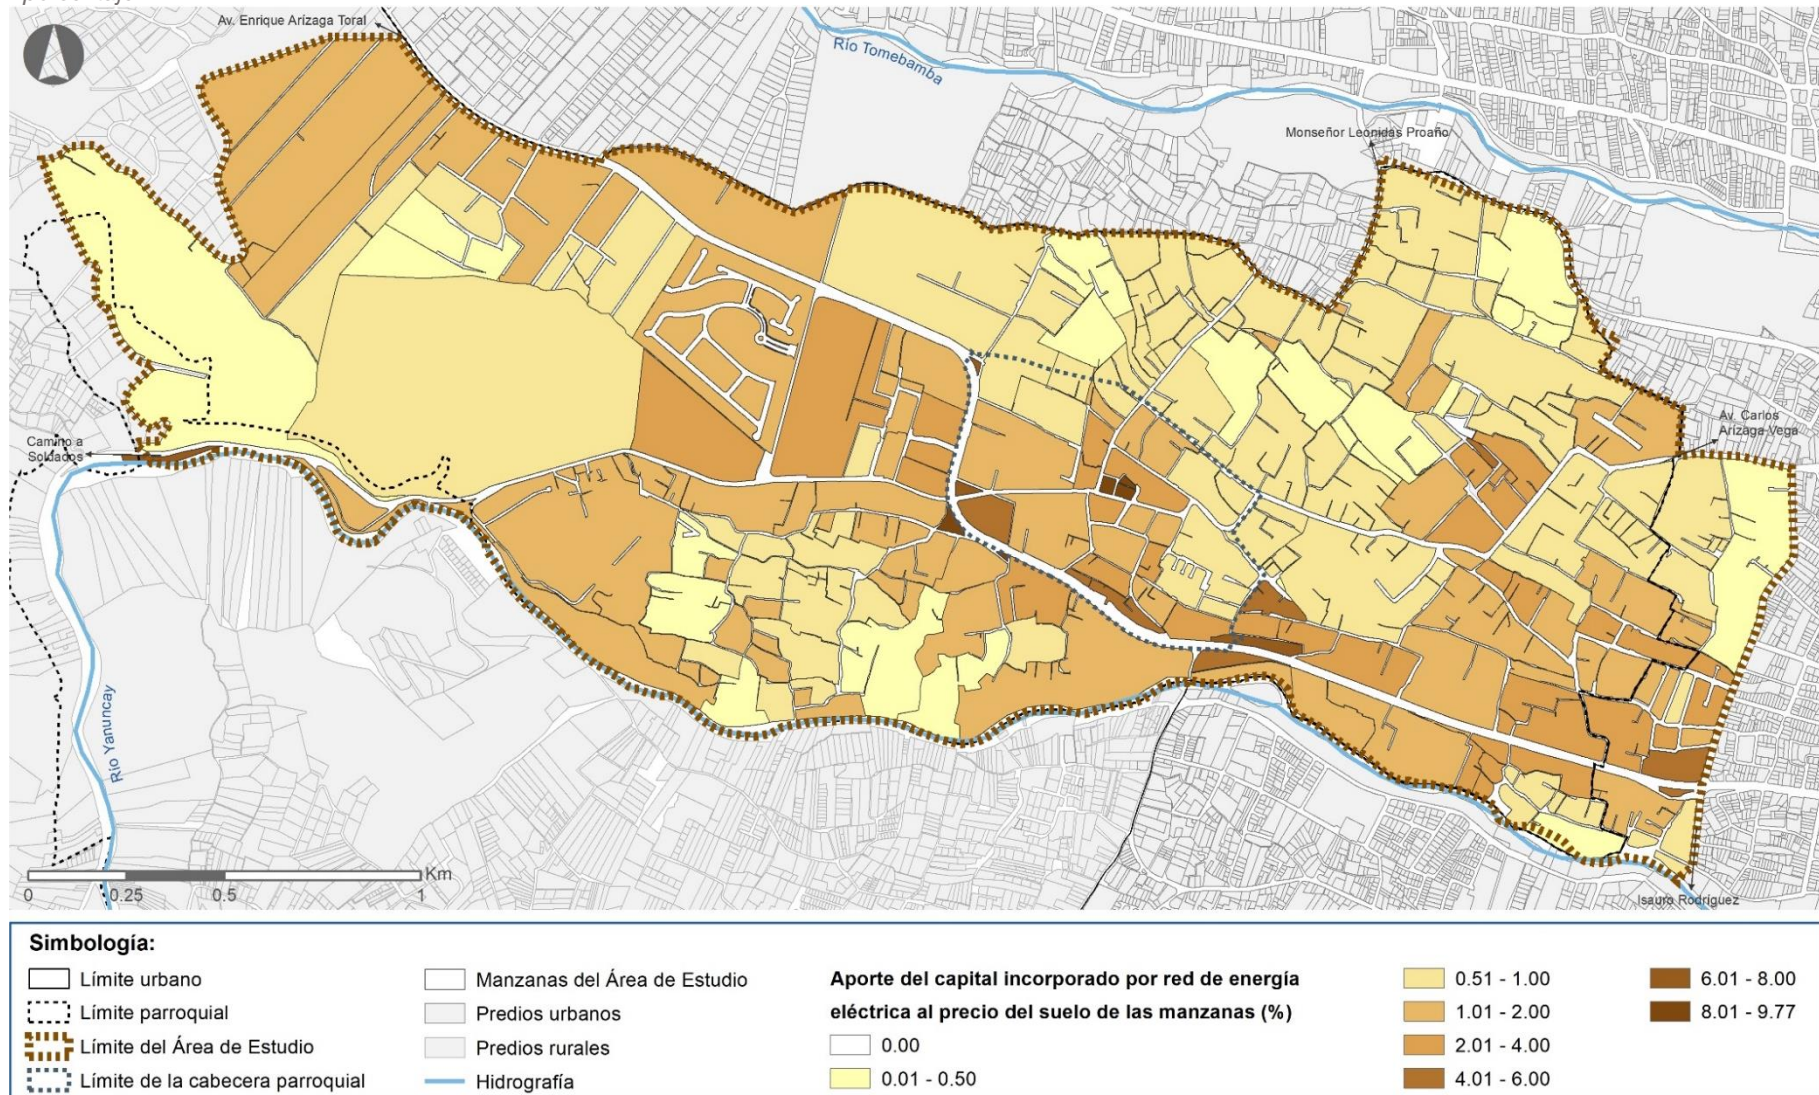 Av. Enrique Arízaga Toral
Río Tomebamba
Monseñor Leonidas Proaño
Av. Carlos
Arízaga Vega
Camino a
Soldados
Río Yanuncay
Km
0
0.25
0.5
1
Isauro Rodríguez
Simbología:
Límite urbano
Límite parroquial
Límite del Área de Estudio
Límite de la cabecera parroquial
Manzanas del Área de Estudio
Predios urbanos
Predios rurales
Hidrografía
Aporte del capital incorporado por red de energía
eléctrica al precio del suelo de las manzanas (%)
0.00
0.01 - 0.50
0.51 - 1.00
1.01 - 2.00
2.01 - 4.00
4.01 - 6.00
6.01 - 8.00
8.01 - 9.77